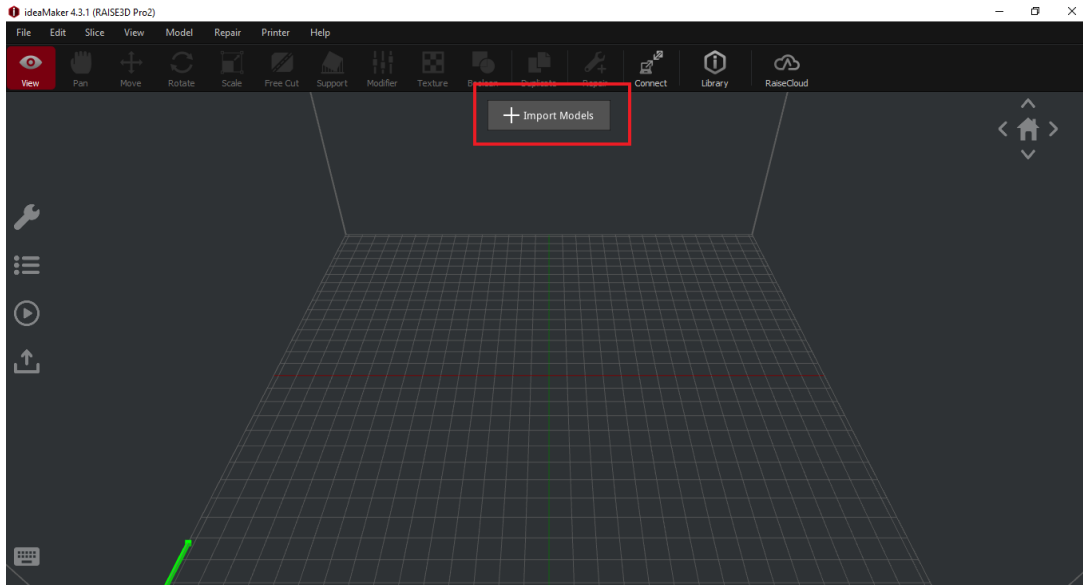 ideaMaker 4.3.1 (RAISE3D Pro2)
File Edit Slice View Model Repair Printer Help
View Pan Move Rotate Scale Free Cut Support Modifier Texture Boolean Duplicate Repair Connect Library RaiseCloud
Import Models